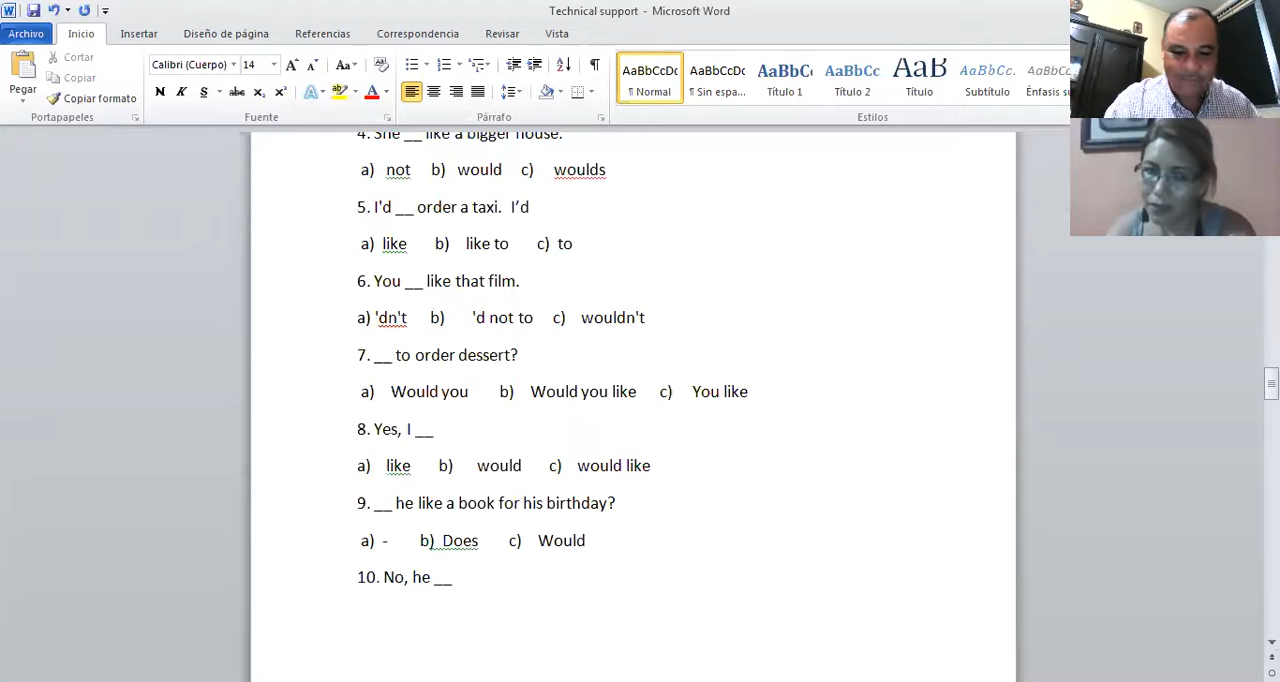 Technical support - Microsoft Word
Archivo Inicio Insertar Diseño de página Referencias Correspondencia Revisar Vista
Cortar
Copiar
Copiar formato
Pegar
Portapapeles
Calibri (Cuerpo) 14
N K S abc x₂ x²
Fuente
Párrafo
AaBbCcDc AaBbCcDc AaBbC AaBbCc AaB AaBbCc AaBbCc
¶ Normal ¶ Sin espa... Título 1 Título 2 Título Subtítulo Énfasis s
Estilos
4. She __ like a bigger house.
a) not b) would c) woulds
5. I'd __ order a taxi. I’d
a) like b) like to c) to
6. You __ like that film.
a) 'dn't b) 'd not to c) wouldn't
7. __ to order dessert?
a) Would you b) Would you like c) You like
8. Yes, I __
a) like b) would c) would like
9. __ he like a book for his birthday?
a) - b) Does c) Would
10. No, he __